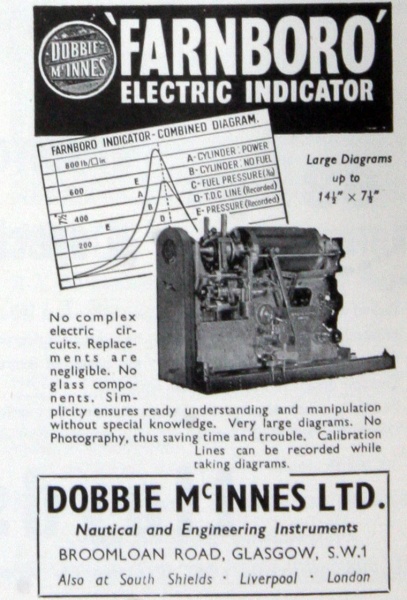 DOBBIE
McINNES
'FARNBORO'
ELECTRIC INDICATOR
FARNBORO INDICATOR-COMBINED DIAGRAM.
800 lb/□in
600
400
200
E
A
B
E
D
A-CYLINDER. POWER
B-CYLINDER. NO FUEL
C-FUEL PRESSURE
D-T.D.C LINE (Recorded)
E-PRESSURE (Recorded)
Large Diagrams
up to
14½" × 7½"
No complex
electric cir-
cuits. Replace-
ments are
negligible. No
glass compo-
nents. Sim-
plicity ensures ready understanding and manipulation
without special knowledge. Very large diagrams. No
Photography, thus saving time and trouble. Calibration
Lines can be recorded while
taking diagrams.
DOBBIE McINNES LTD.
Nautical and Engineering Instruments
BROOMLOAN ROAD, GLASGOW, S.W.1
Also at South Shields · Liverpool · London